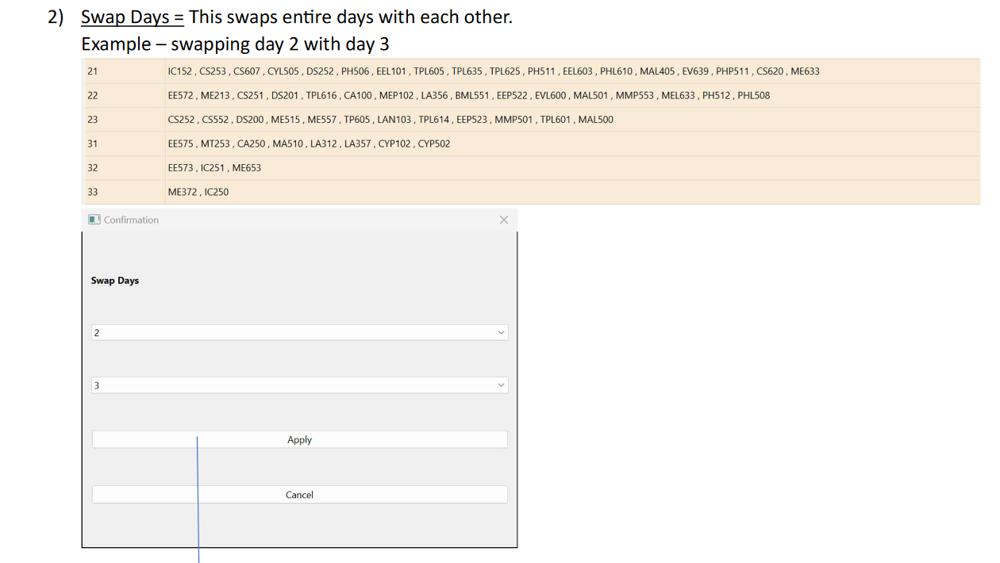 2) Swap Days = This swaps entire days with each other.
Example – swapping day 2 with day 3
21 IC152 , CS253 , CS607 , CYL505 , DS252 , PH506 , EEL101 , TPL605 , TPL635 , TPL625 , PH511 , EEL603 , PHL610 , MAL405 , EV639 , PHP511 , CS620 , ME633
22 EE572 , ME213 , CS251 , DS201 , TPL616 , CA100 , MEP102 , LA356 , BML551 , EEP522 , EVL600 , MAL501 , MMP553 , MEL633 , PH512 , PHL508
23 CS252 , CS552 , DS200 , ME515 , ME557 , TP605 , LAN103 , TPL614 , EEP523 , MMP501 , TPL601 , MAL500
31 EE575 , MT253 , CA250 , MA510 , LA312 , LA357 , CYP102 , CYP502
32 EE573 , IC251 , ME653
33 ME372 , IC250
Confirmation
Swap Days
2
3
Apply
Cancel